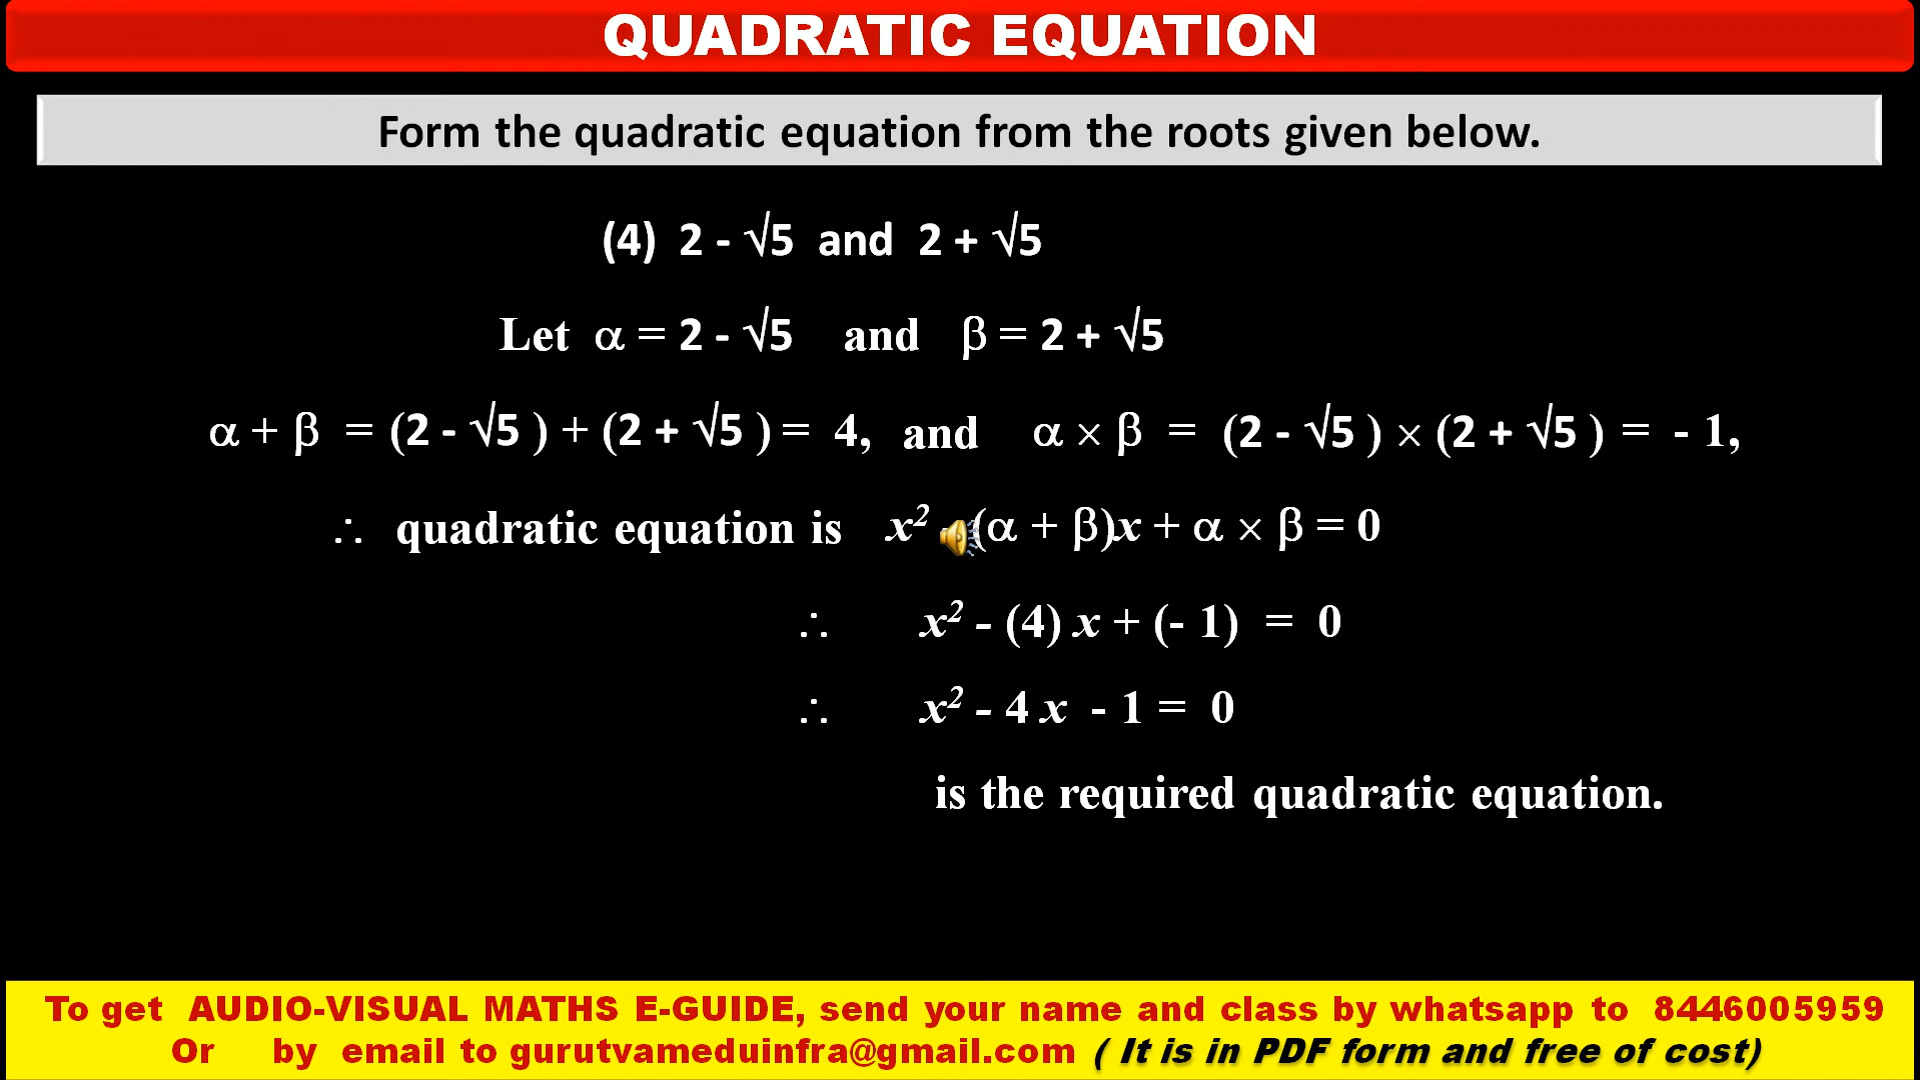 QUADRATIC EQUATION
Form the quadratic equation from the roots given below.
(4) 2 - √5 and 2 + √5
Let α = 2 - √5 and β = 2 + √5
α + β = (2 - √5 ) + (2 + √5 ) = 4, and α × β = (2 - √5 ) × (2 + √5 ) = - 1,
∴ quadratic equation is x² - (α + β)x + α × β = 0
∴ x² - (4) x + (- 1) = 0
∴ x² - 4 x - 1 = 0
is the required quadratic equation.
To get AUDIO-VISUAL MATHS E-GUIDE, send your name and class by whatsapp to 8446005959
Or by email to gurutvameduinfra@gmail.com ( It is in PDF form and free of cost)